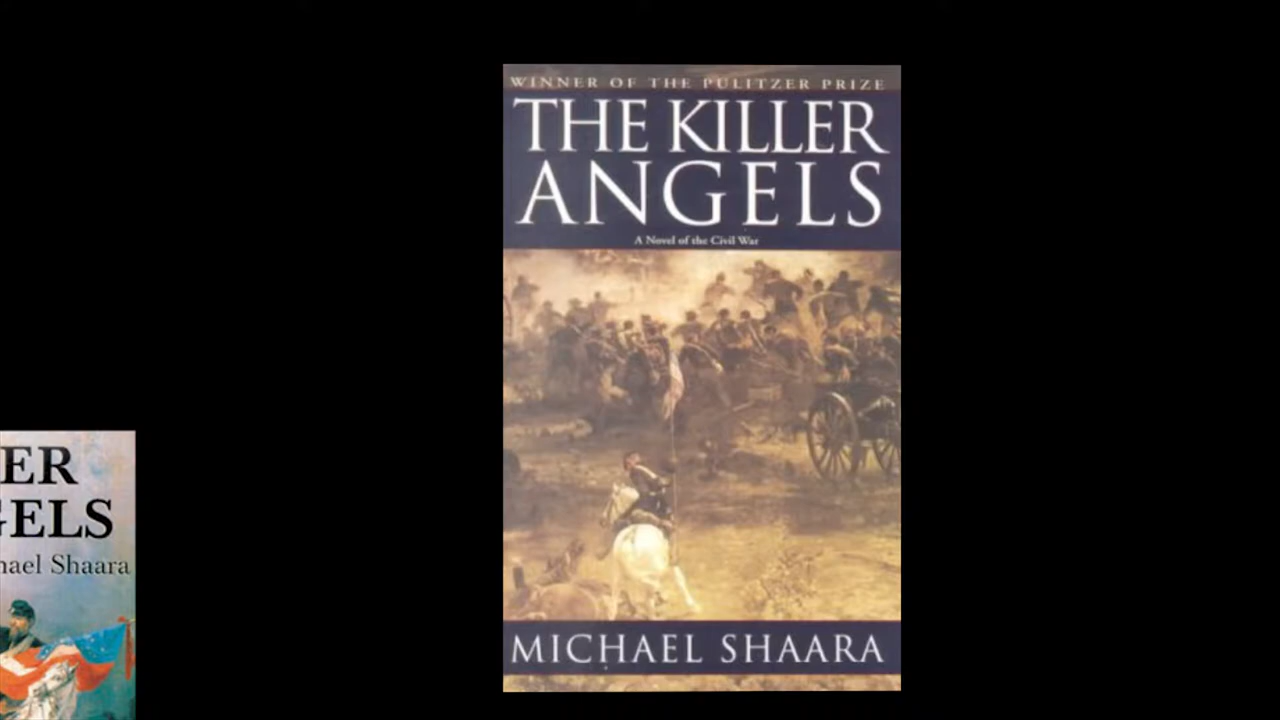 WINNER OF THE PULITZER PRIZE
THE KILLER
ANGELS
A Novel of the Civil War
MICHAEL SHAARA
ER
GELS
hael Shaara